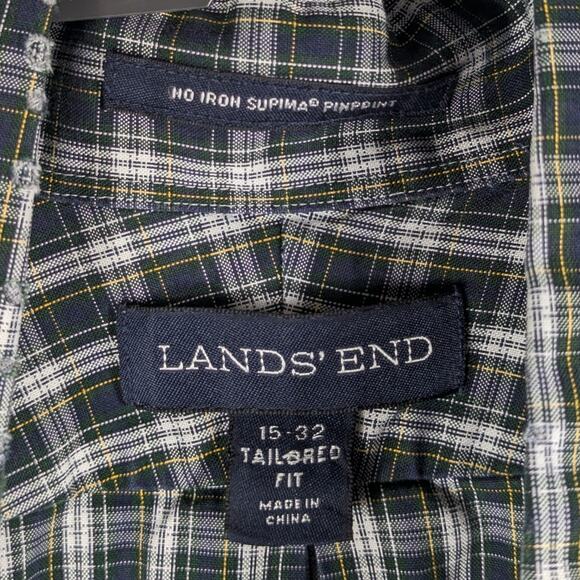 NO IRON SUPIMA® PINPOINT
LANDS' END
15-32
TAILORED
FIT
MADE IN
CHINA